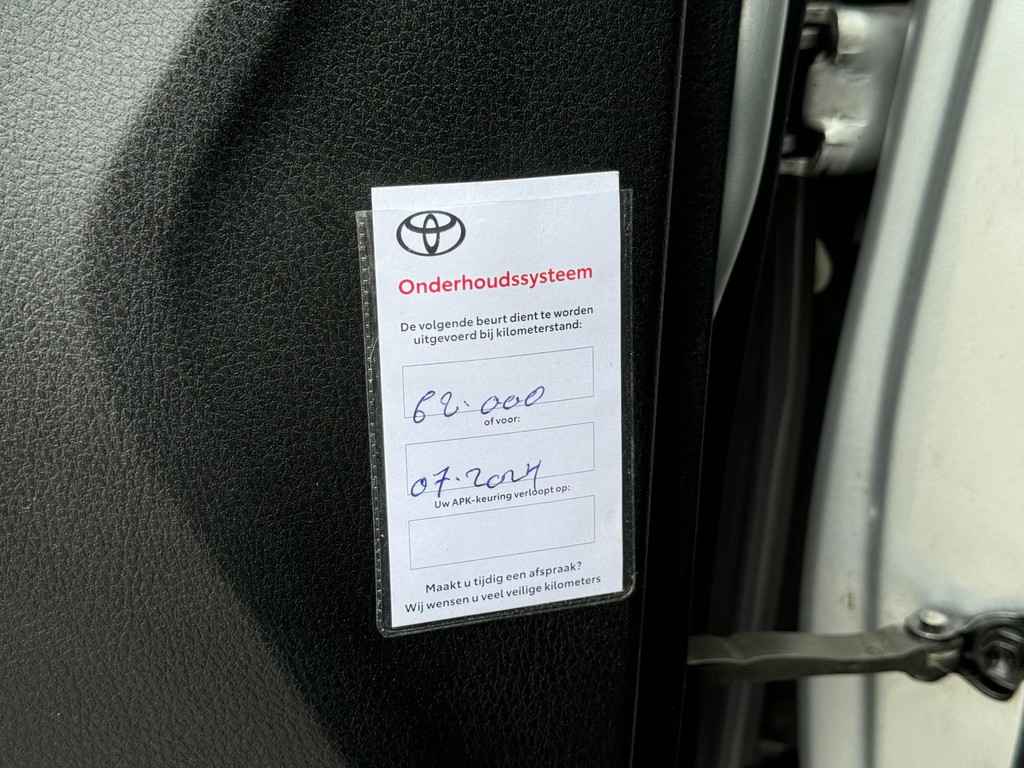 Onderhoudssysteem
De volgende beurt dient te worden
uitgevoerd bij kilometerstand:
62.000
of voor:
07.2024
Uw APK-keuring verloopt op:
Maakt u tijdig een afspraak?
Wij wensen u veel veilige kilometers